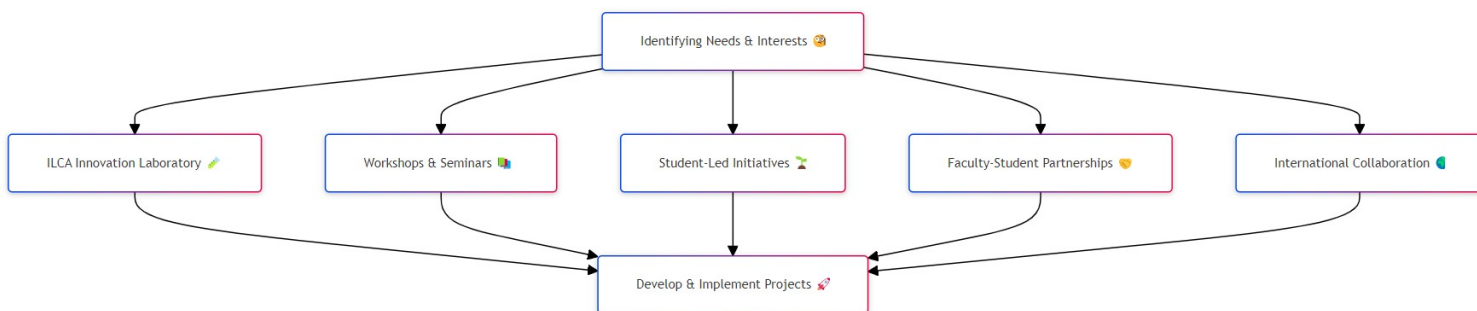 Identifying Needs & Interests 🧐
ILCA Innovation Laboratory 🧪
Workshops & Seminars 📚
Student-Led Initiatives 🌱
Faculty-Student Partnerships 🤝
International Collaboration 🌍
Develop & Implement Projects 🚀